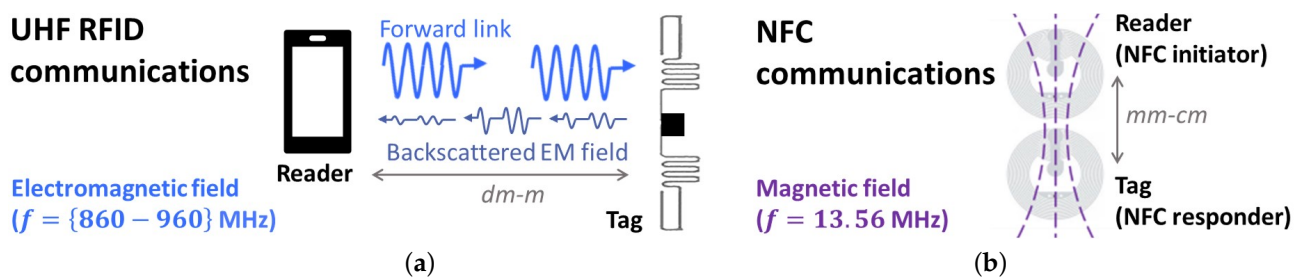 UHF RFID
communications
Forward link
Backscattered EM field
Reader
dm-m
Tag
Electromagnetic field
(f = {860 − 960} MHz)
(a)
NFC
communications
Reader
(NFC initiator)
mm-cm
Magnetic field
(f = 13.56 MHz)
Tag
(NFC responder)
(b)